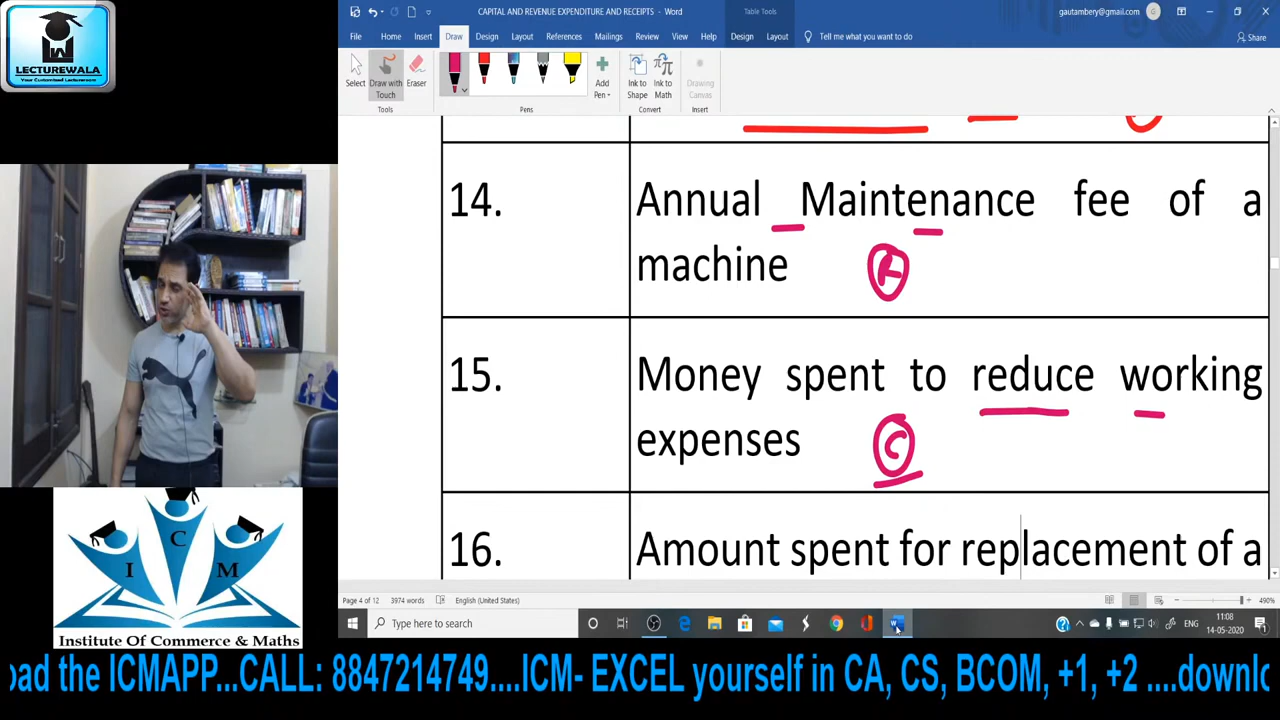 CAPITAL AND REVENUE EXPENDITURE AND RECEIPTS - Word
Table Tools
gautambery@gmail.com
G
File
Home
Insert
Draw
Design
Layout
References
Mailings
Review
View
Help
Design
Layout
Tell me what you want to do
Share
Select
Draw with Touch
Eraser
Add Pen
Ink to Shape
Ink to Math
Drawing Canvas
Tools
Pens
Convert
Insert
LECTUREWALA
Your Customised Lectureroom
14.
Annual Maintenance fee of a
machine
R
15.
Money spent to reduce working
expenses
C
16.
Amount spent for replacement of a
I C M
Institute Of Commerce & Maths
Page 4 of 12
3974 words
English (United States)
490%
Type here to search
ENG
11:08
14-05-2020
oad the ICMAPP...CALL: 8847214749....ICM- EXCEL yourself in CA, CS, BCOM, +1, +2 ....downlo